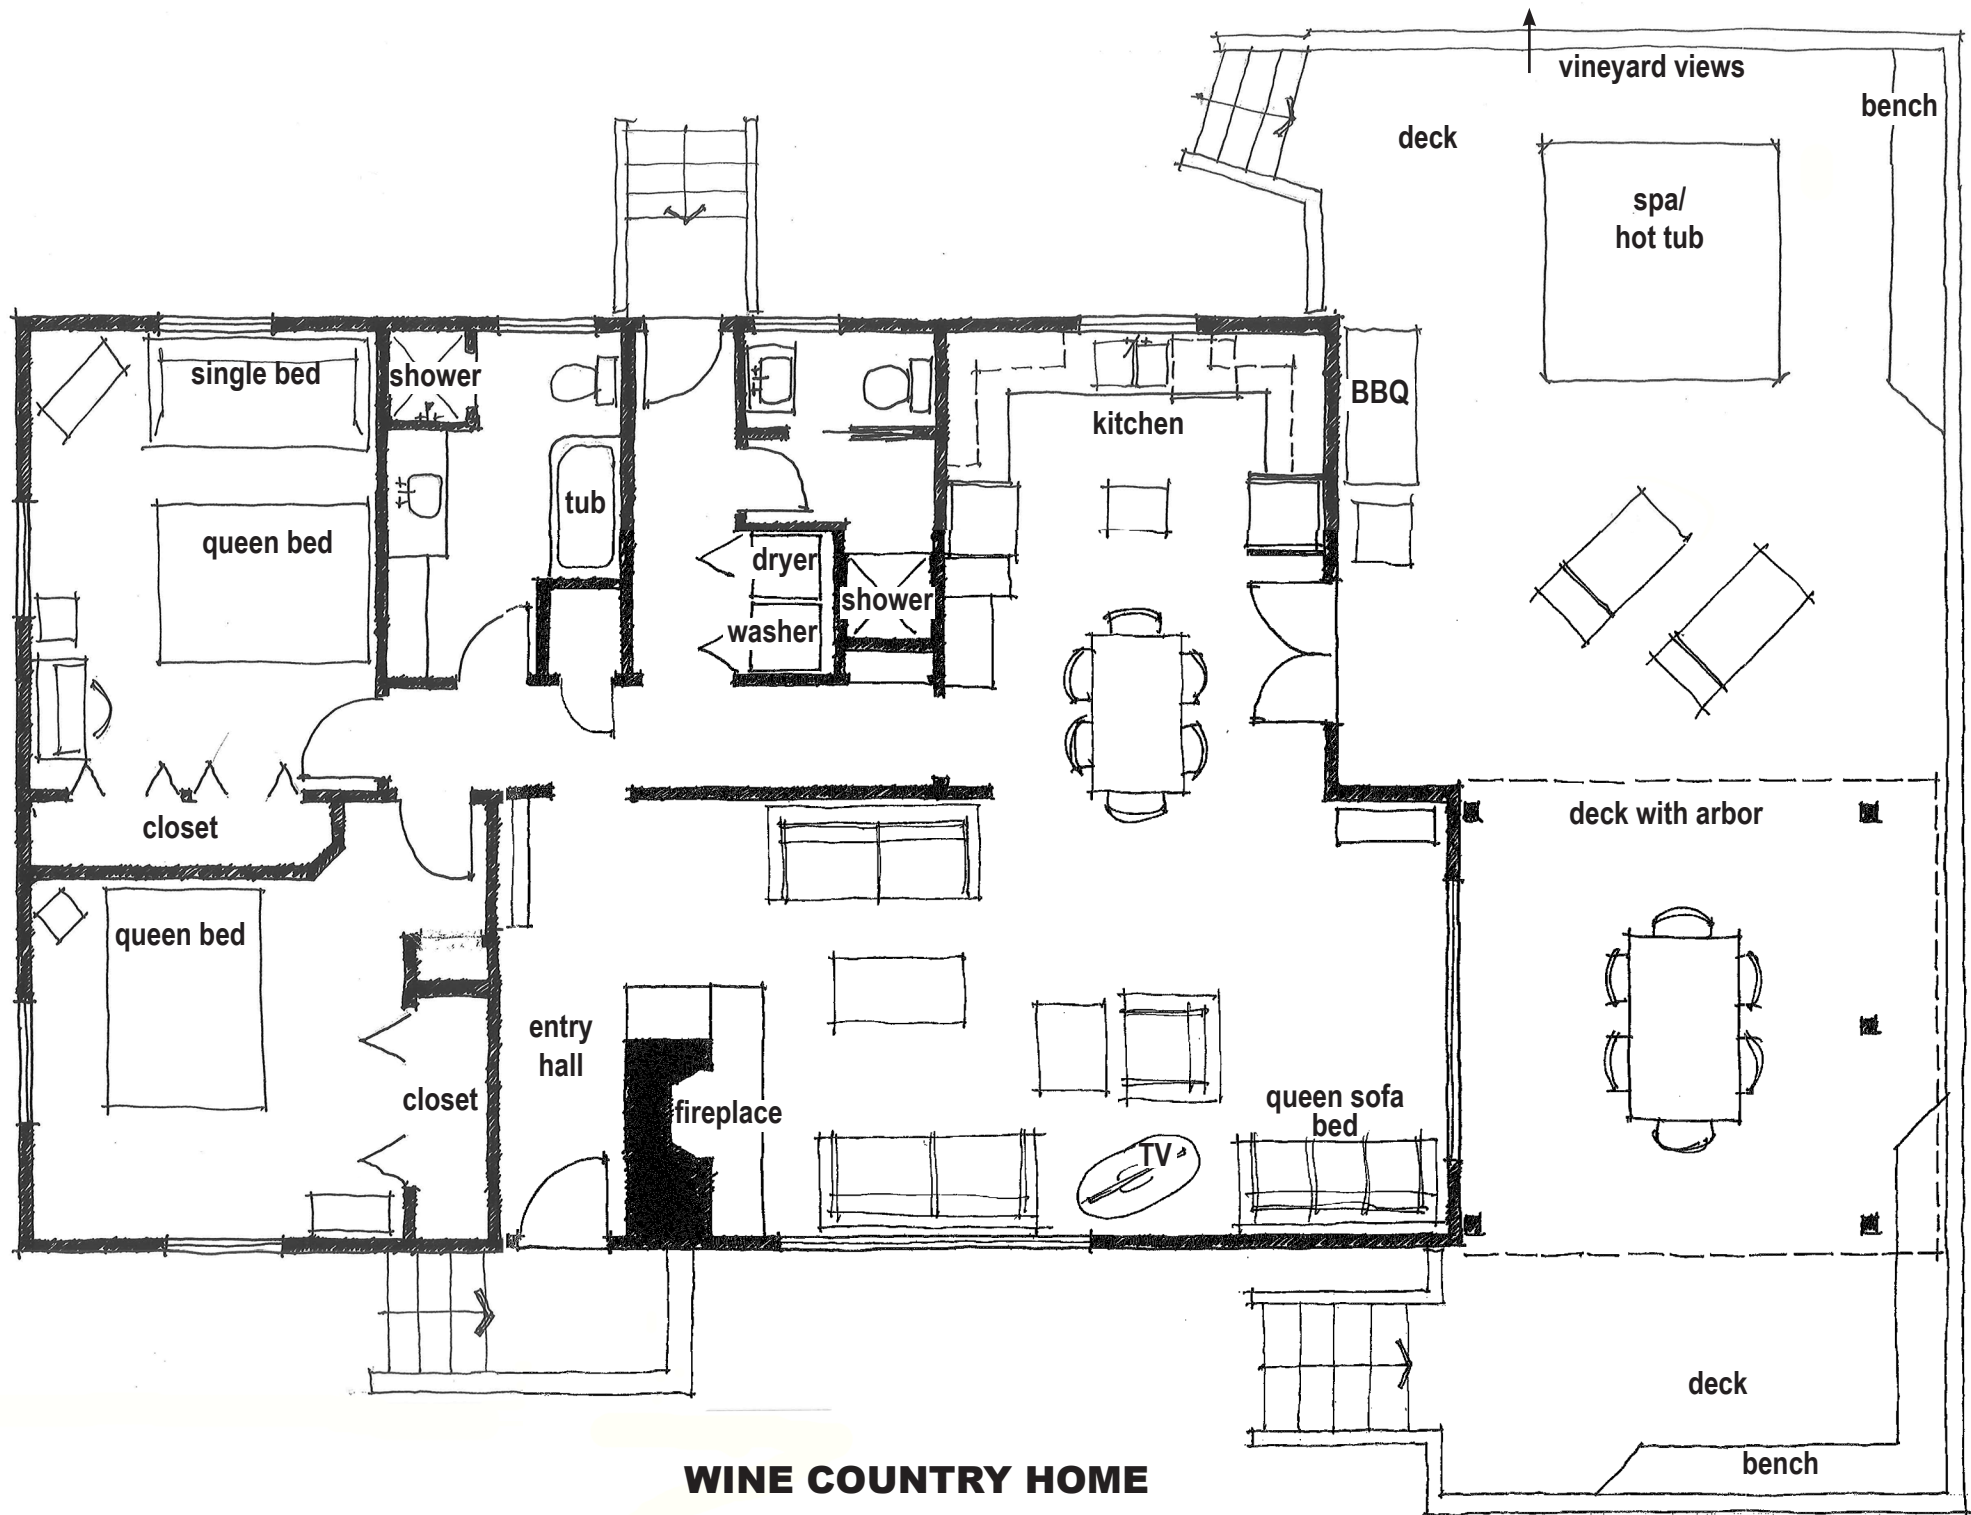 vineyard views
bench
deck
spa/
hot tub
single bed
shower
BBQ
kitchen
tub
queen bed
dryer
shower
washer
closet
deck with arbor
queen bed
entry
hall
closet
fireplace
queen sofa
bed
TV
deck
bench
WINE COUNTRY HOME